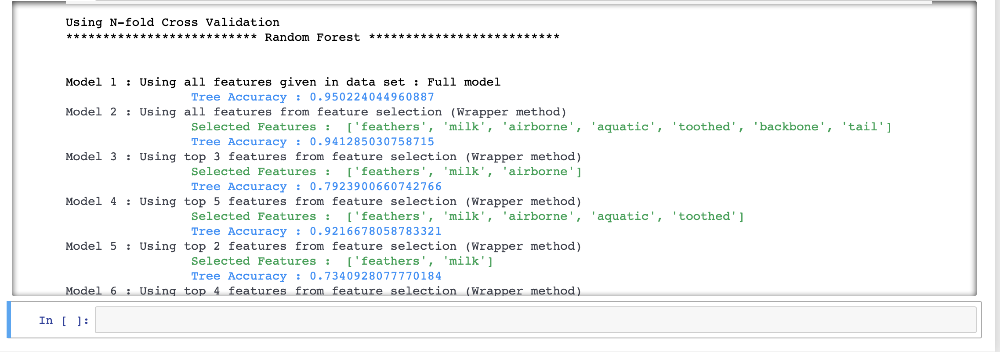 Using N-fold Cross Validation
************************** Random Forest **************************
Model 1 : Using all features given in data set : Full model
Tree Accuracy : 0.950224044960887
Model 2 : Using all features from feature selection (Wrapper method)
Selected Features :  ['feathers', 'milk', 'airborne', 'aquatic', 'toothed', 'backbone', 'tail']
Tree Accuracy : 0.941285030758715
Model 3 : Using top 3 features from feature selection (Wrapper method)
Selected Features :  ['feathers', 'milk', 'airborne']
Tree Accuracy : 0.7923900660742766
Model 4 : Using top 5 features from feature selection (Wrapper method)
Selected Features :  ['feathers', 'milk', 'airborne', 'aquatic', 'toothed']
Tree Accuracy : 0.9216678058783321
Model 5 : Using top 2 features from feature selection (Wrapper method)
Selected Features :  ['feathers', 'milk']
Tree Accuracy : 0.7340928077770184
Model 6 : Using top 4 features from feature selection (Wrapper method)
In [ ]: